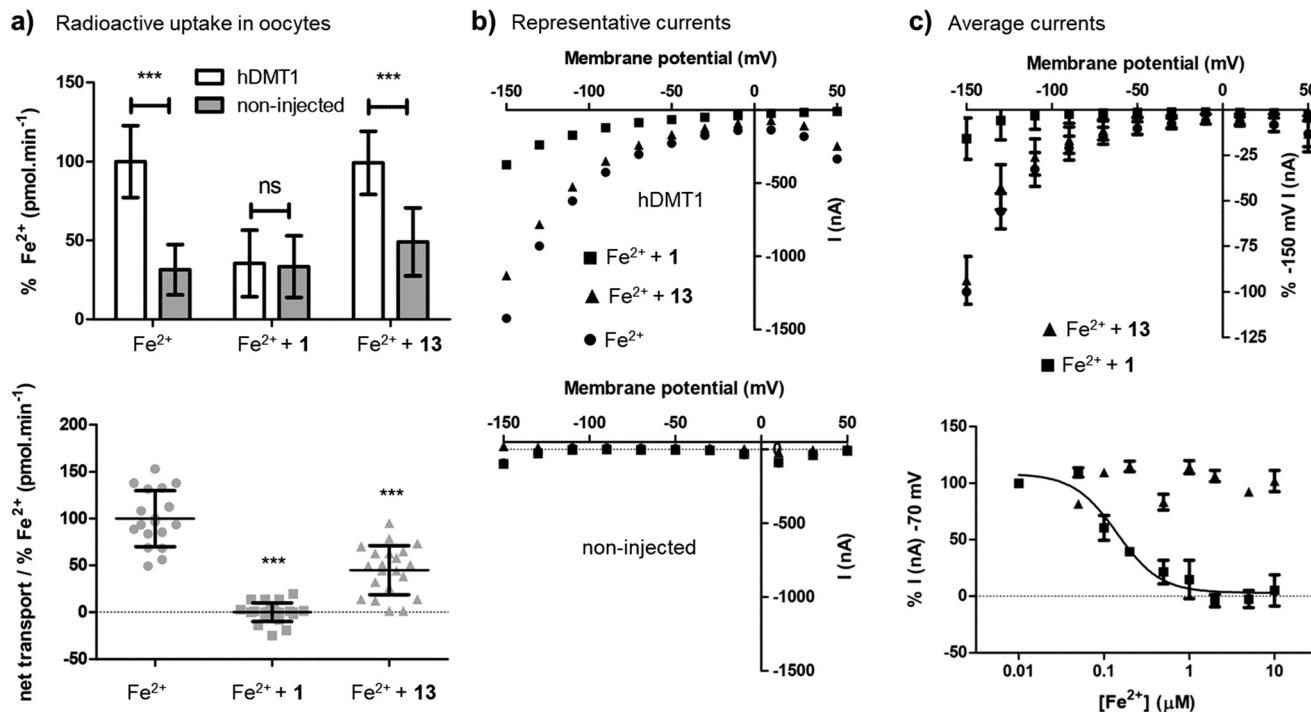 a) Radioactive uptake in oocytes
hDMT1
non-injected
***
ns
***
150
100
50
0
% Fe²⁺ (pmol.min⁻¹)
Fe²⁺
Fe²⁺ + 1
Fe²⁺ + 13
200
150
100
50
0
-50
net transport / % Fe²⁺ (pmol.min⁻¹)
***
***
Fe²⁺
Fe²⁺ + 1
Fe²⁺ + 13
b) Representative currents
Membrane potential (mV)
-150
-100
-50
0
50
-500
-1000
-1500
I (nA)
hDMT1
Fe²⁺ + 1
Fe²⁺ + 13
Fe²⁺
Membrane potential (mV)
-150
-100
-50
0
50
0
-500
-1000
-1500
I (nA)
non-injected
c) Average currents
Membrane potential (mV)
-150
-100
-50
0
50
-25
-50
-75
-100
-125
% -150 mV I (nA)
Fe²⁺ + 13
Fe²⁺ + 1
150
100
50
0
-50
% I (nA) -70 mV
0.01
0.1
1
10
[Fe²⁺] (µM)